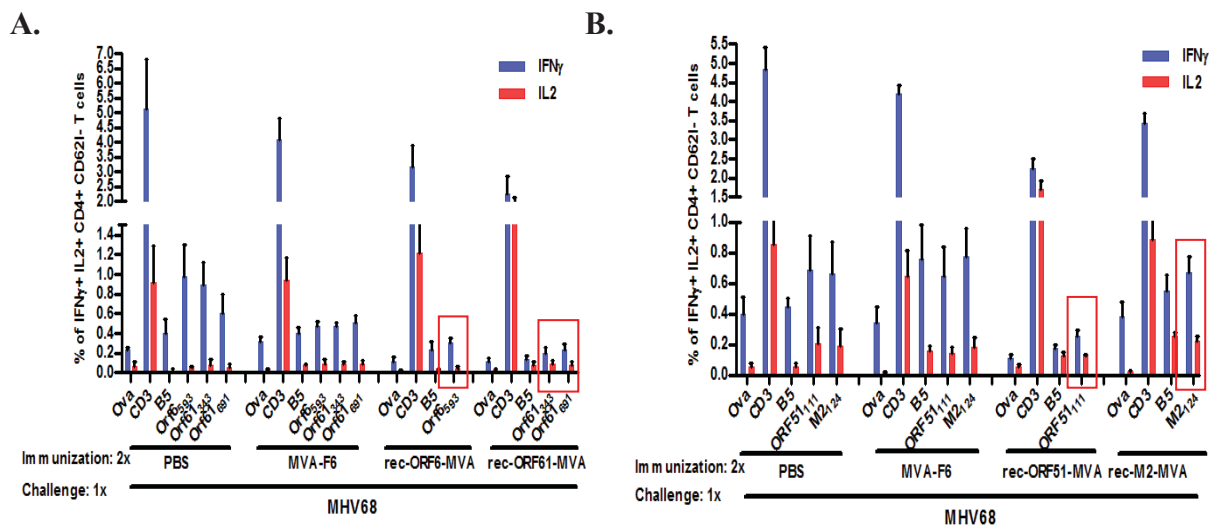 A.
% of IFNγ+ IL2+ CD4+ CD62l- T cells
7.0
6.5
6.0
5.5
5.0
4.5
4.0
3.5
3.0
2.5
2.0
1.4
1.2
1.0
0.8
0.6
0.4
0.2
0.0
IFNγ
IL2
Ova CD3 B5 Orf6₅₉₃ Orf61₃₄₃ Orf61₆₉₁ Ova CD3 B5 Orf6₅₉₃ Orf61₃₄₃ Orf61₆₉₁ Ova CD3 B5 Orf6₅₉₃ Ova CD3 B5 Orf61₃₄₃ Orf61₆₉₁
Immunization: 2x PBS MVA-F6 rec-ORF6-MVA rec-ORF61-MVA
Challenge: 1x
MHV68
B.
% of IFNγ+ IL2+ CD4+ CD62l- T cells
5.5
5.0
4.5
4.0
3.5
3.0
2.5
2.0
1.5
1.0
0.8
0.6
0.4
0.2
0.0
IFNγ
IL2
Ova CD3 B5 ORF51₁₁₁ M2₁₂₄ Ova CD3 B5 ORF51₁₁₁ M2₁₂₄ Ova CD3 B5 ORF51₁₁₁ Ova CD3 B5 M2₁₂₄
Immunization: 2x PBS MVA-F6 rec-ORF51-MVA rec-M2-MVA
Challenge: 1x
MHV68